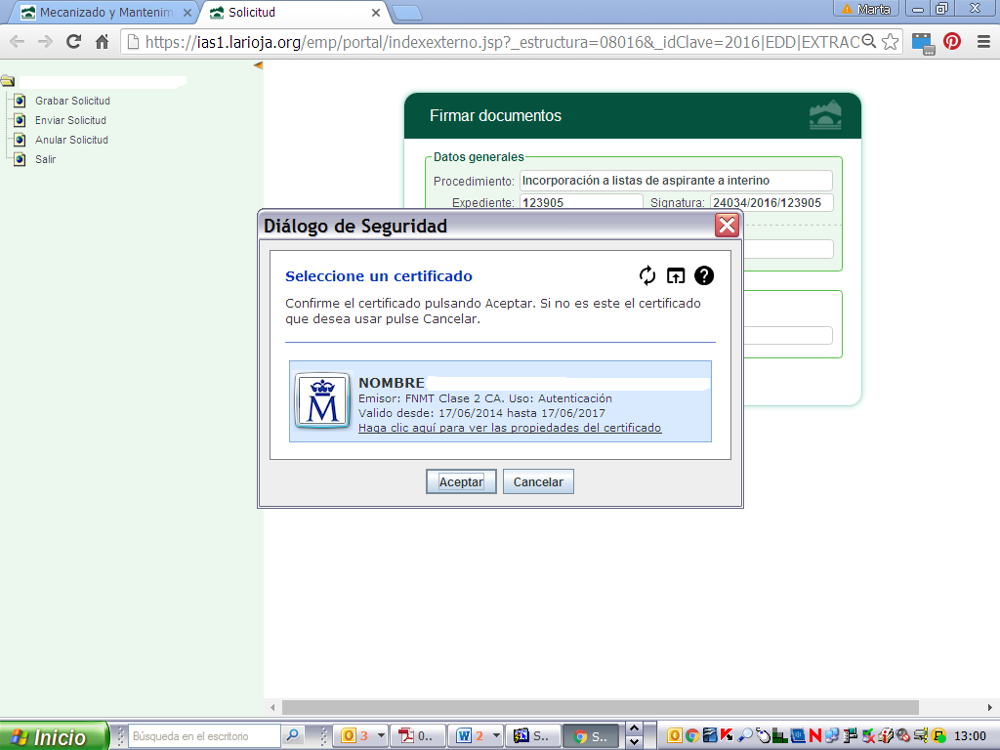 Mecanizado y Mantenim
Solicitud
Marta
https://ias1.larioja.org/emp/portal/indexexterno.jsp?_estructura=08016&_idClave=2016|EDD|EXTRAC
Grabar Solicitud
Enviar Solicitud
Anular Solicitud
Salir
Firmar documentos
Datos generales
Procedimiento: Incorporación a listas de aspirante a interino
Expediente: 123905 Signatura: 24034/2016/123905
Diálogo de Seguridad
Seleccione un certificado
Confirme el certificado pulsando Aceptar. Si no es este el certificado
que desea usar pulse Cancelar.
NOMBRE
Emisor: FNMT Clase 2 CA. Uso: Autenticación
Valido desde: 17/06/2014 hasta 17/06/2017
Haga clic aquí para ver las propiedades del certificado
Aceptar Cancelar
Inicio Búsqueda en el escritorio 3 0.. 2 S.. S.. 13:00